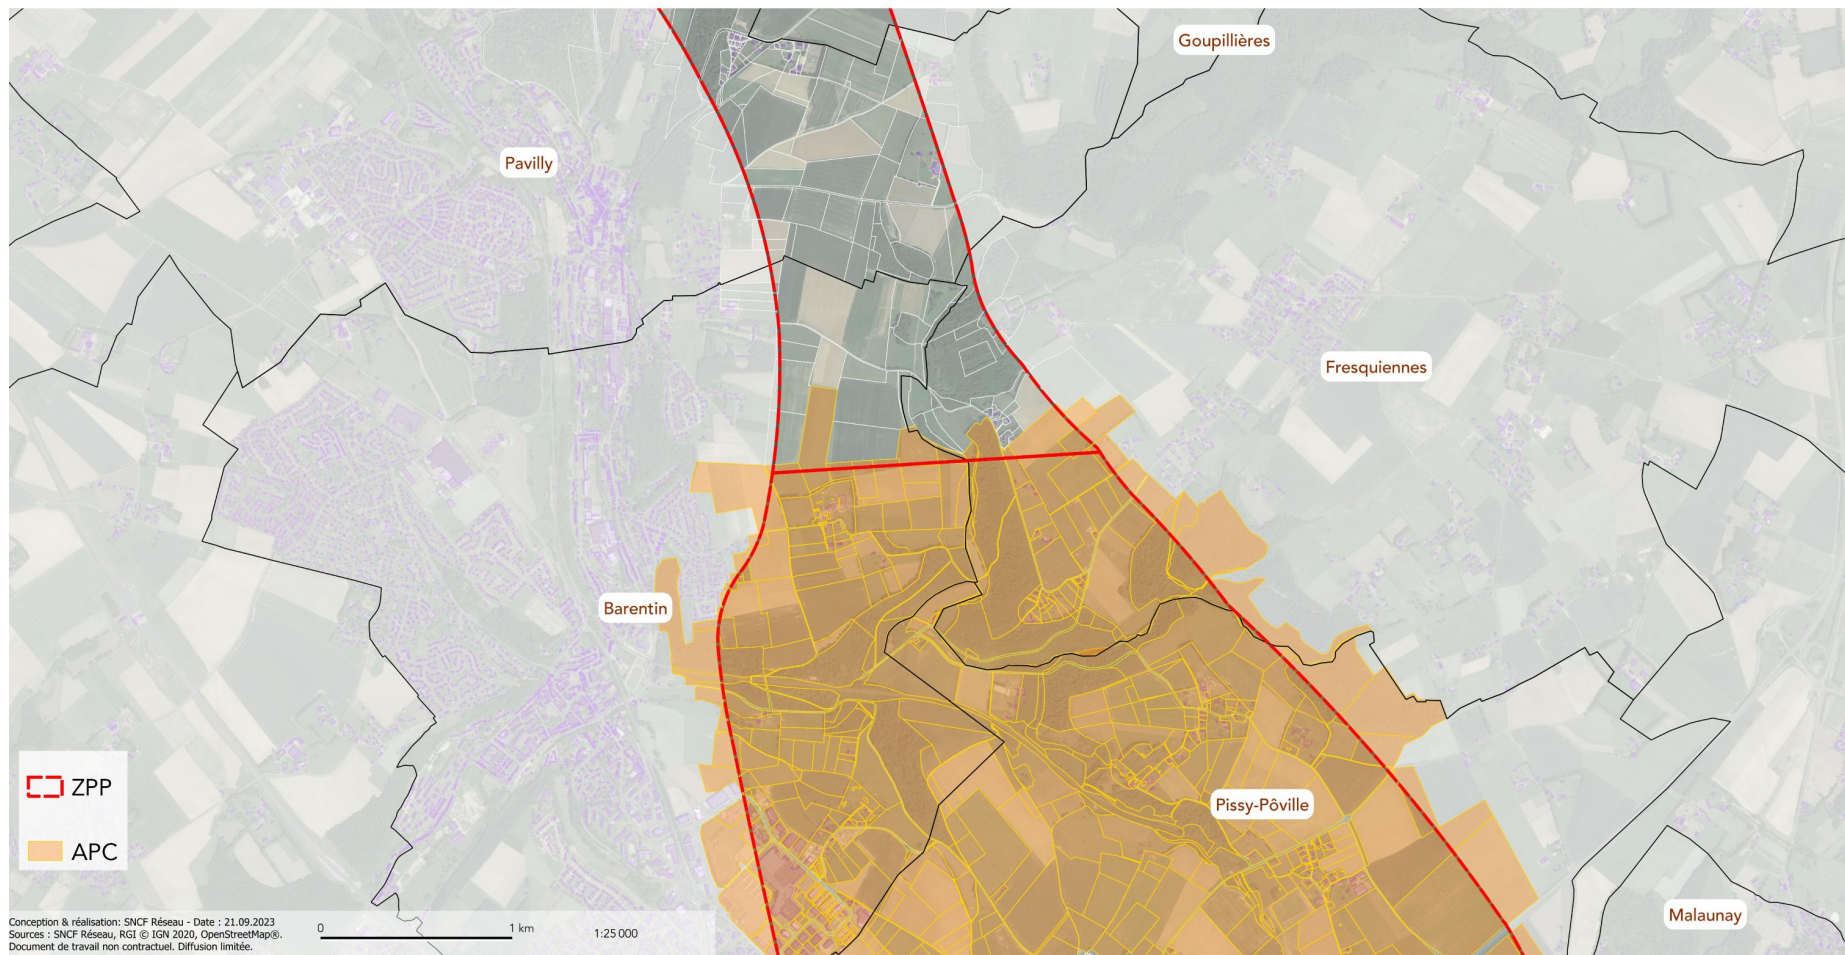 Goupillières
Pavilly
Fresquiennes
Barentin
Pissy-Pôville
Malaunay
ZPP
APC
Conception & réalisation: SNCF Réseau - Date : 21.09.2023
Sources : SNCF Réseau, RGI © IGN 2020, OpenStreetMap®.
Document de travail non contractuel. Diffusion limitée.
0 1 km
1:25 000